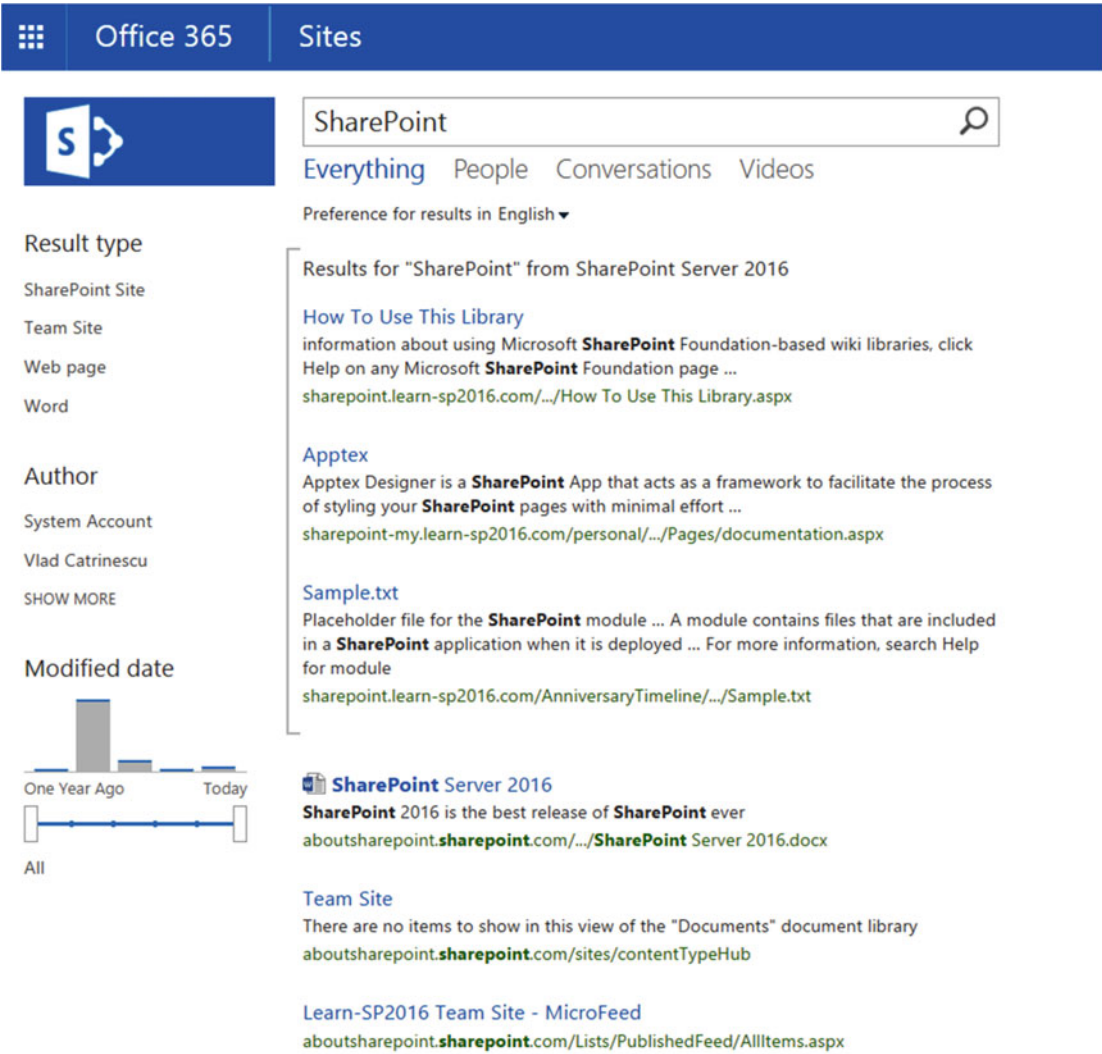 Office 365
Sites
S
SharePoint
Everything People Conversations Videos
Preference for results in English
Result type
SharePoint Site
Team Site
Web page
Word
Author
System Account
Vlad Catrinescu
SHOW MORE
Modified date
One Year Ago Today
All
Results for "SharePoint" from SharePoint Server 2016
How To Use This Library
information about using Microsoft SharePoint Foundation-based wiki libraries, click
Help on any Microsoft SharePoint Foundation page ...
sharepoint.learn-sp2016.com/.../How To Use This Library.aspx
Apptex
Apptex Designer is a SharePoint App that acts as a framework to facilitate the process
of styling your SharePoint pages with minimal effort ...
sharepoint-my.learn-sp2016.com/personal/.../Pages/documentation.aspx
Sample.txt
Placeholder file for the SharePoint module ... A module contains files that are included
in a SharePoint application when it is deployed ... For more information, search Help
for module
sharepoint.learn-sp2016.com/AnniversaryTimeline/.../Sample.txt
SharePoint Server 2016
SharePoint 2016 is the best release of SharePoint ever
aboutsharepoint.sharepoint.com/.../SharePoint Server 2016.docx
Team Site
There are no items to show in this view of the "Documents" document library
aboutsharepoint.sharepoint.com/sites/contentTypeHub
Learn-SP2016 Team Site - MicroFeed
aboutsharepoint.sharepoint.com/Lists/PublishedFeed/AllItems.aspx